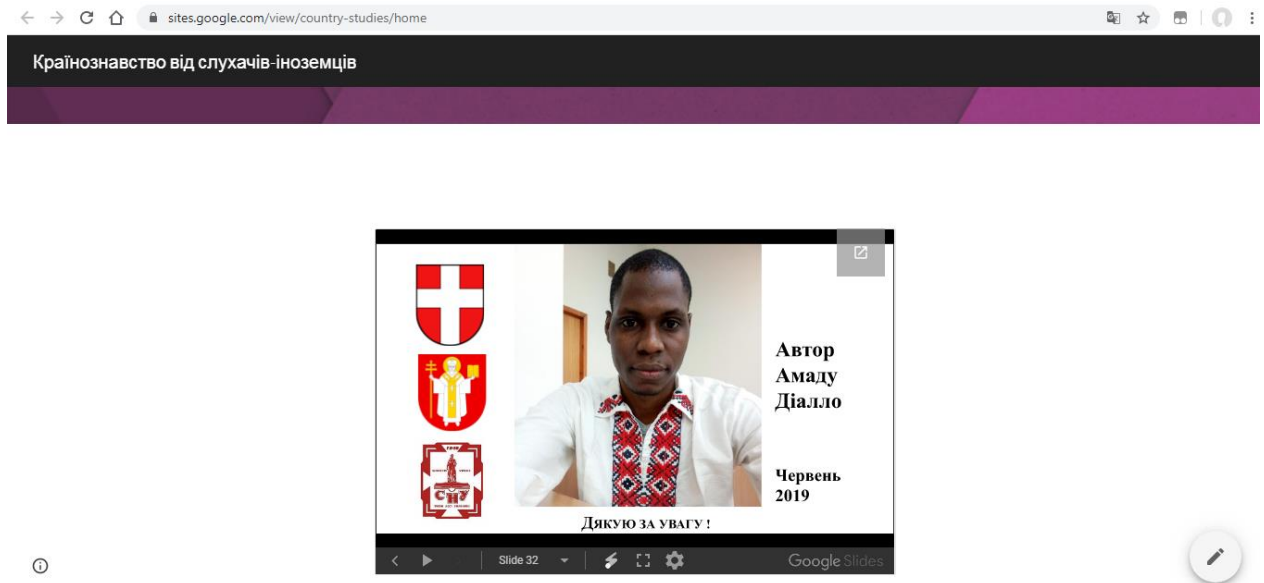 sites.google.com/view/country-studies/home
Країнознавство від слухачів-іноземців
Автор
Амаду
Діалло
Червень
2019
СНУ
Дякую за увагу !
Slide 32
Google Slides